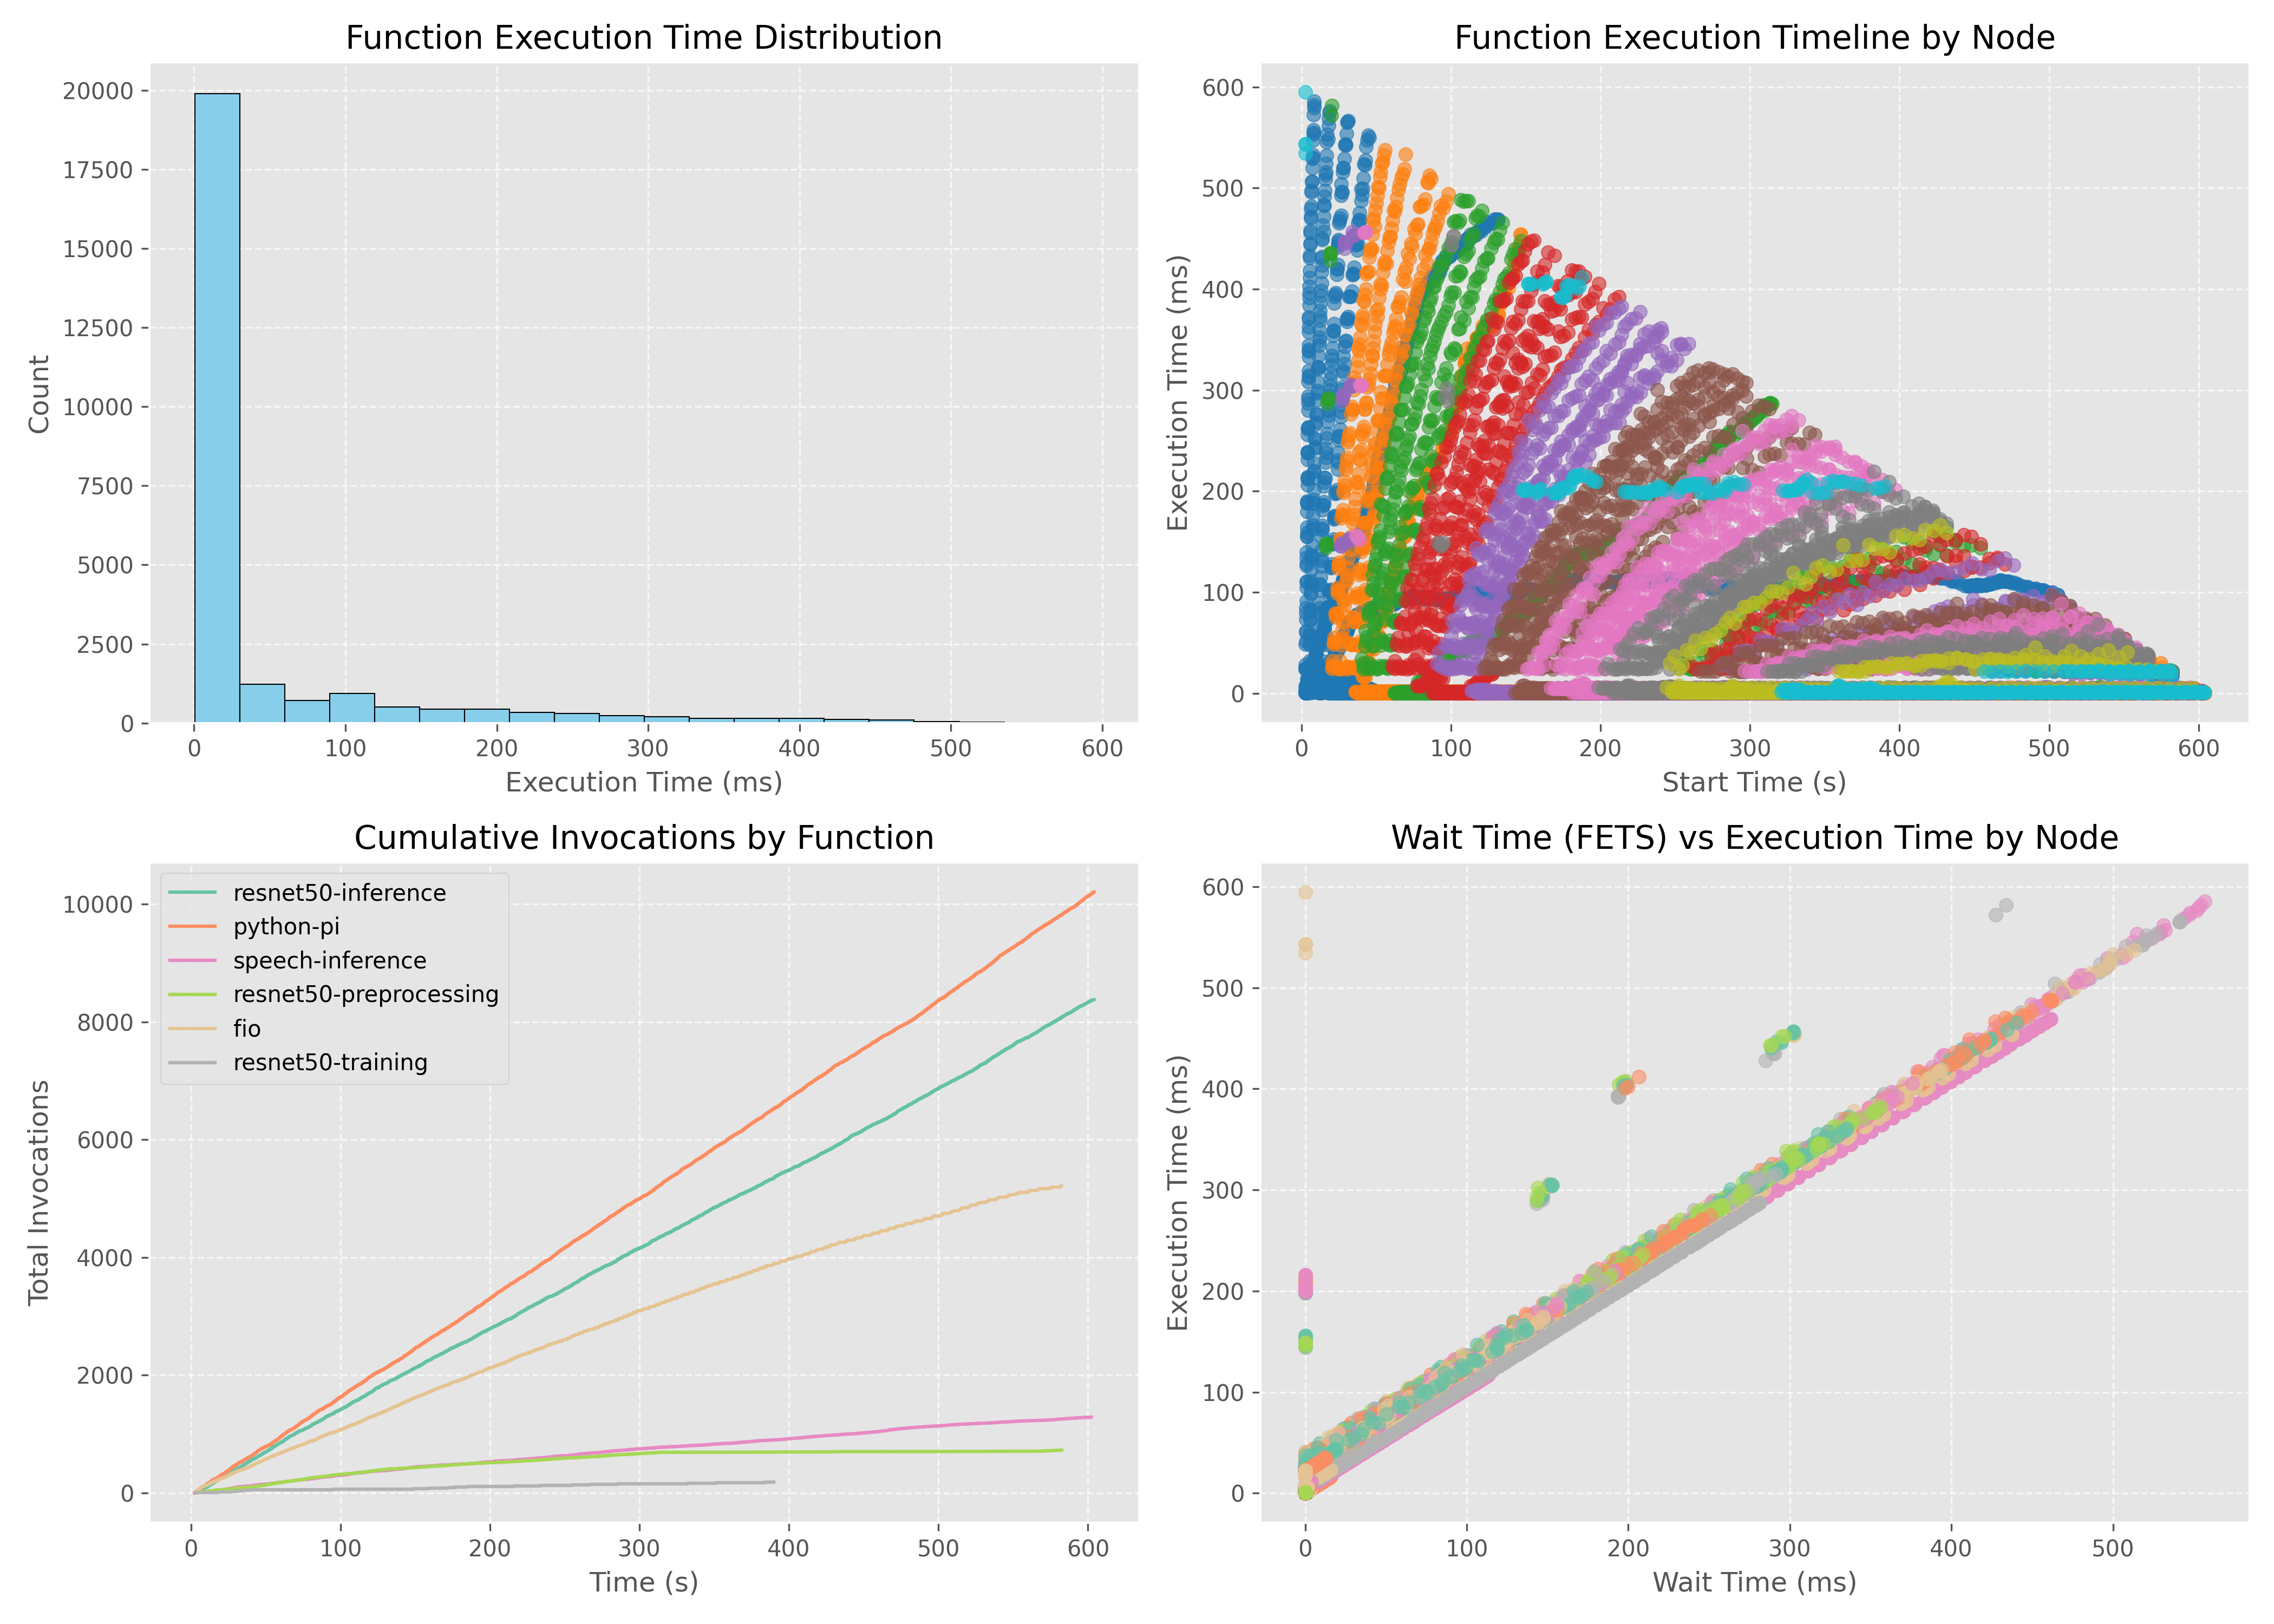 Function Execution Time Distribution
20000
17500
15000
12500
10000
7500
5000
2500
0
Count
0 100 200 300 400 500 600
Execution Time (ms)
Function Execution Timeline by Node
600
500
400
300
200
100
0
Execution Time (ms)
0 100 200 300 400 500 600
Start Time (s)
Cumulative Invocations by Function
10000
8000
6000
4000
2000
0
Total Invocations
resnet50-inference
python-pi
speech-inference
resnet50-preprocessing
fio
resnet50-training
0 100 200 300 400 500 600
Time (s)
Wait Time (FETS) vs Execution Time by Node
600
500
400
300
200
100
0
Execution Time (ms)
0 100 200 300 400 500
Wait Time (ms)